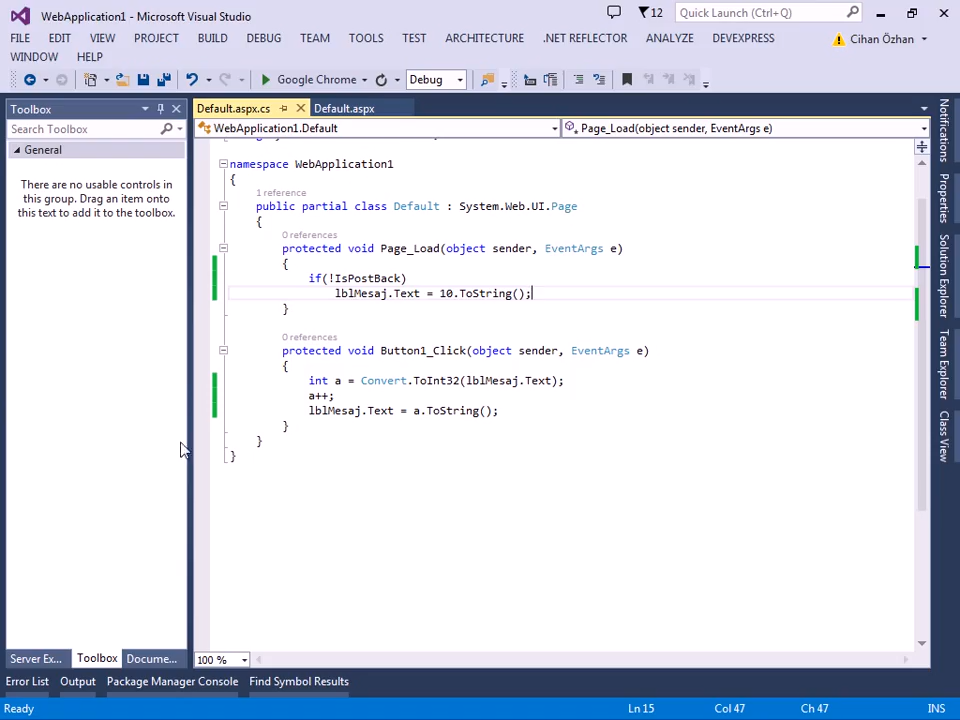 WebApplication1 - Microsoft Visual Studio
12
Quick Launch (Ctrl+Q)
FILE EDIT VIEW PROJECT BUILD DEBUG TEAM TOOLS TEST ARCHITECTURE .NET REFLECTOR ANALYZE DEVEXPRESS
Cihan Özhan
WINDOW HELP
Google Chrome
Debug
Toolbox
Default.aspx.cs
Default.aspx
Search Toolbox
WebApplication1.Default
Page_Load(object sender, EventArgs e)
General
There are no usable controls in
this group. Drag an item onto
this text to add it to the toolbox.
namespace WebApplication1
{
1 reference
public partial class Default : System.Web.UI.Page
{
0 references
protected void Page_Load(object sender, EventArgs e)
{
if(!IsPostBack)
lblMesaj.Text = 10.ToString();
}
0 references
protected void Button1_Click(object sender, EventArgs e)
{
int a = Convert.ToInt32(lblMesaj.Text);
a++;
lblMesaj.Text = a.ToString();
}
}
}
Notifications
Properties
Solution Explorer
Team Explorer
Class View
100 %
Server Ex... Toolbox Docume...
Error List Output Package Manager Console Find Symbol Results
Ready Ln 15 Col 47 Ch 47 INS